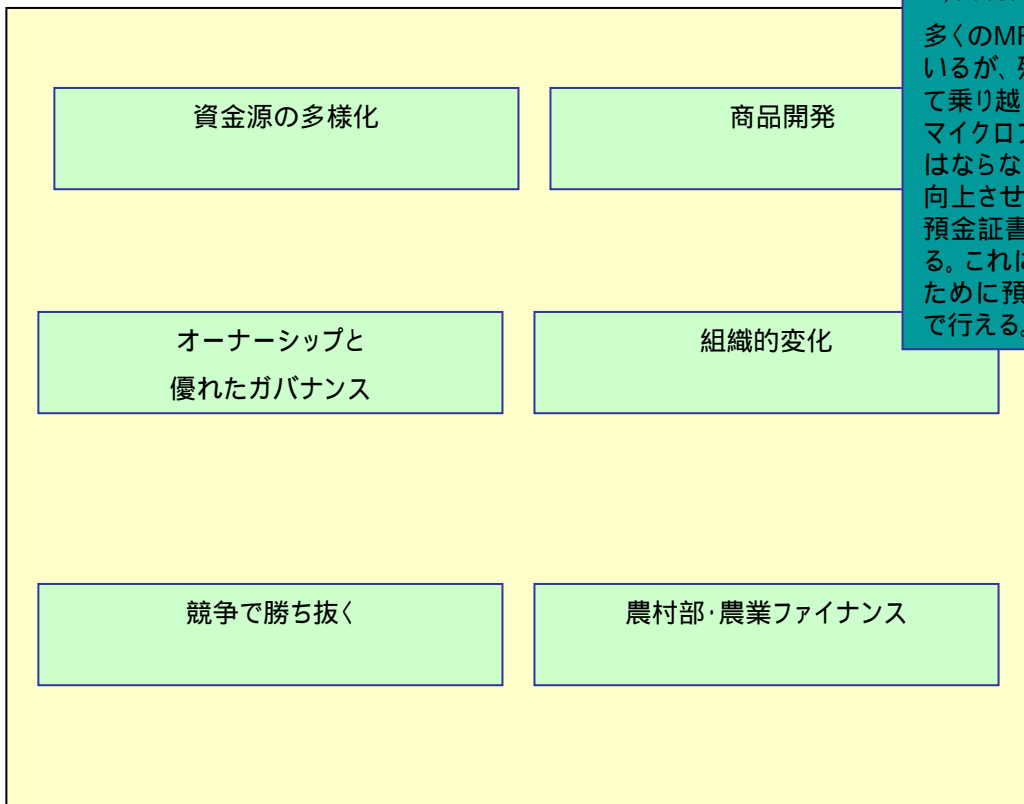 資金源の多様化
商品開発
オーナーシップと
優れたガバナンス
組織的変化
競争で勝ち抜く
農村部・農業ファイナンス
多くのMF
いるが、
て乗り越
マイクロフ
はならな
向上させ
預金証書
る。これに
ために預
で行える。